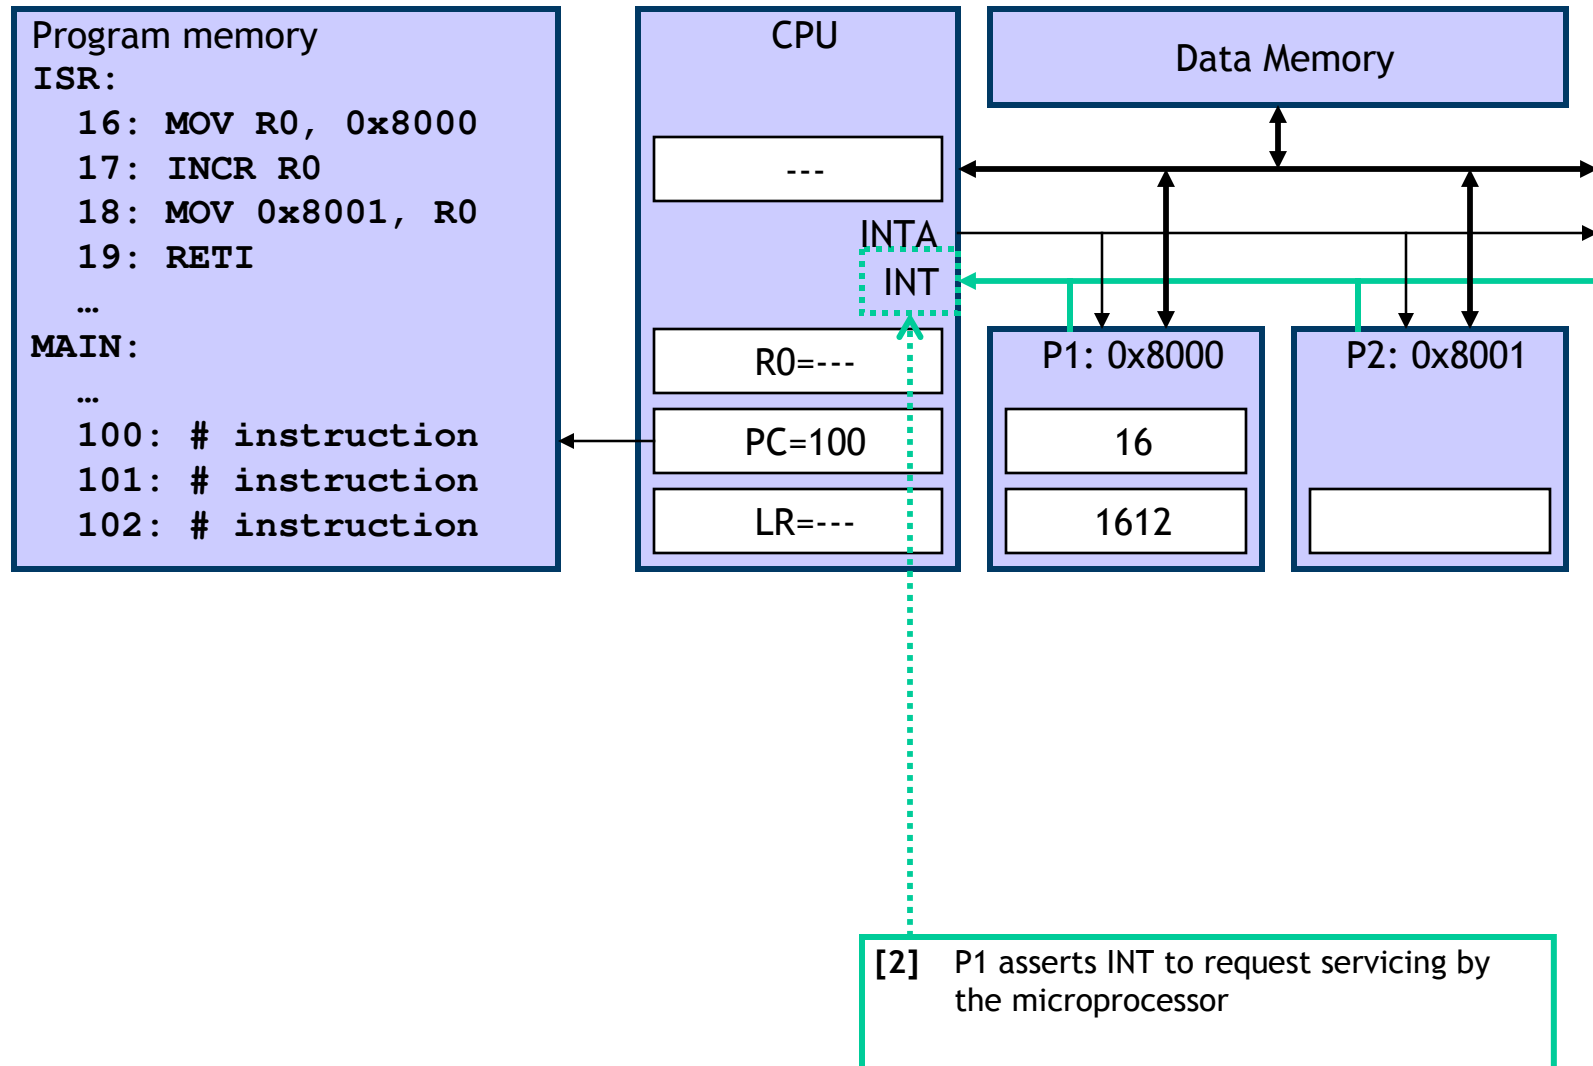 Program memory
ISR:
16: MOV R0, 0x8000
17: INCR R0
18: MOV 0x8001, R0
19: RETI
…
MAIN:
…
100: # instruction
101: # instruction
102: # instruction
CPU
---
INTA
INT
R0=---
PC=100
LR=---
Data Memory
P1: 0x8000
16
1612
P2: 0x8001
[2] P1 asserts INT to request servicing by
the microprocessor